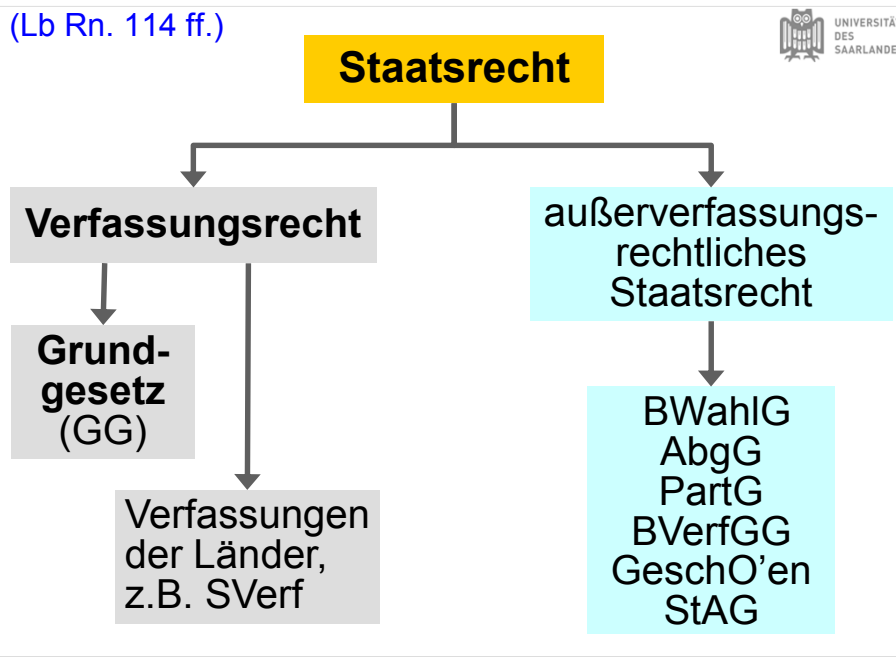 (Lb Rn. 114 ff.)
UNIVERSITÄ
DES
SAARLANDE
Staatsrecht
Verfassungsrecht
außerverfassungs-
rechtliches
Staatsrecht
Grund-
gesetz
(GG)
Verfassungen
der Länder,
z.B. SVerf
BWahlG
AbgG
PartG
BVerfGG
GeschO’en
StAG